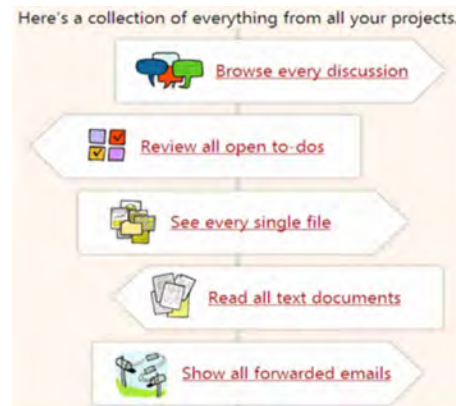 Here's a collection of everything from all your projects.
Browse every discussion
Review all open to-dos
See every single file
Read all text documents
Show all forwarded emails